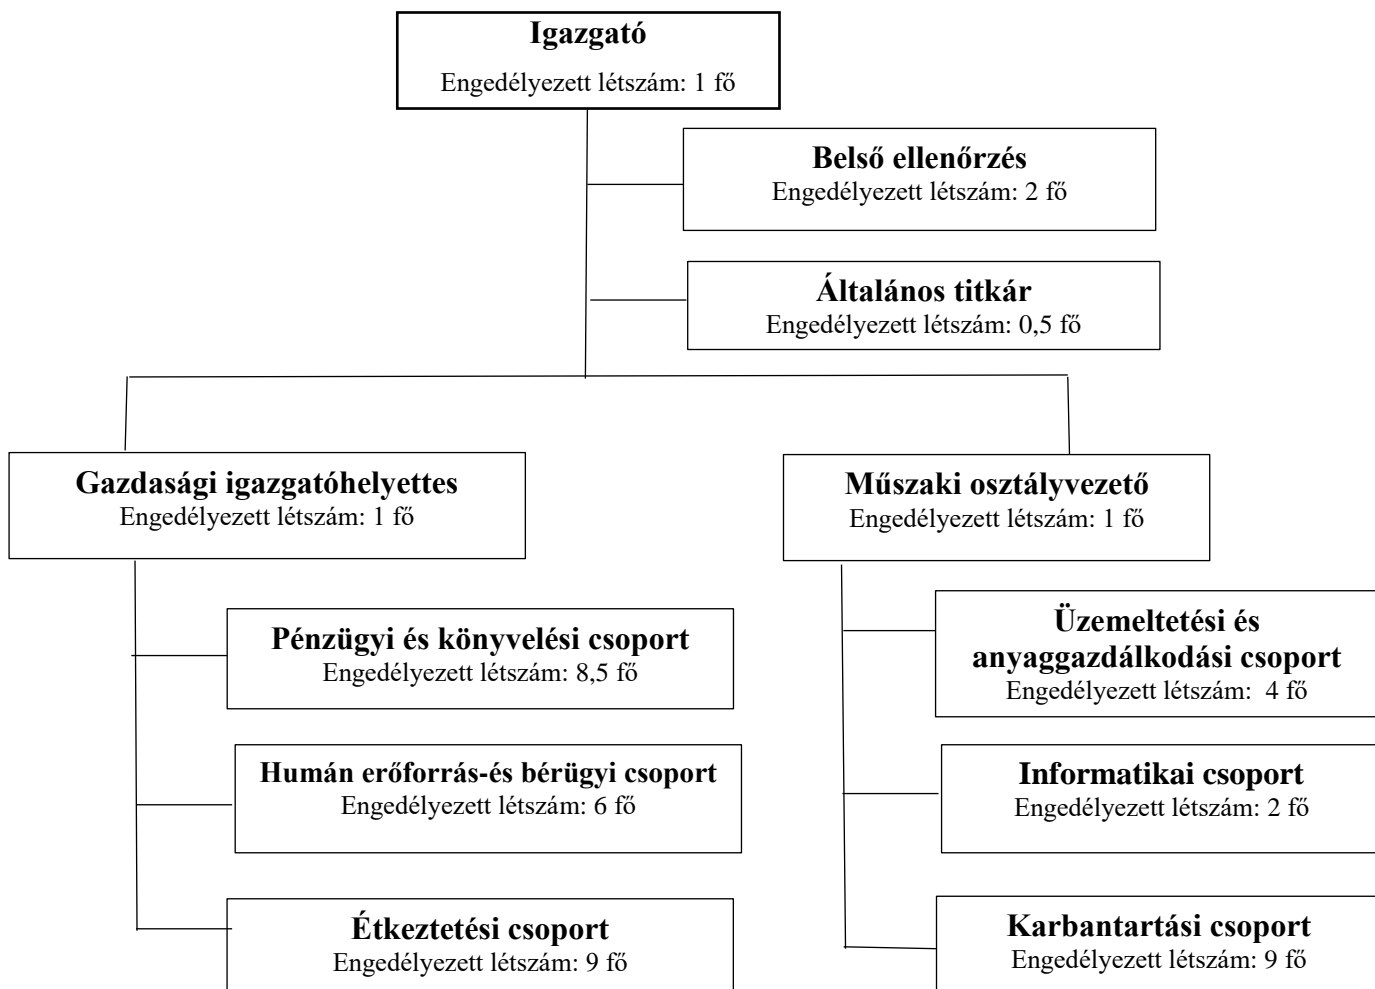 Igazgató
Engedélyezett létszám: 1 fő
Belső ellenőrzés
Engedélyezett létszám: 2 fő
Általános titkár
Engedélyezett létszám: 0,5 fő
Gazdasági igazgatóhelyettes
Engedélyezett létszám: 1 fő
Műszaki osztályvezető
Engedélyezett létszám: 1 fő
Pénzügyi és könyvelési csoport
Engedélyezett létszám: 8,5 fő
Humán erőforrás-és bérügyi csoport
Engedélyezett létszám: 6 fő
Étkeztetési csoport
Engedélyezett létszám: 9 fő
Üzemeltetési és
anyaggazdálkodási csoport
Engedélyezett létszám:  4 fő
Informatikai csoport
Engedélyezett létszám: 2 fő
Karbantartási csoport
Engedélyezett létszám: 9 fő